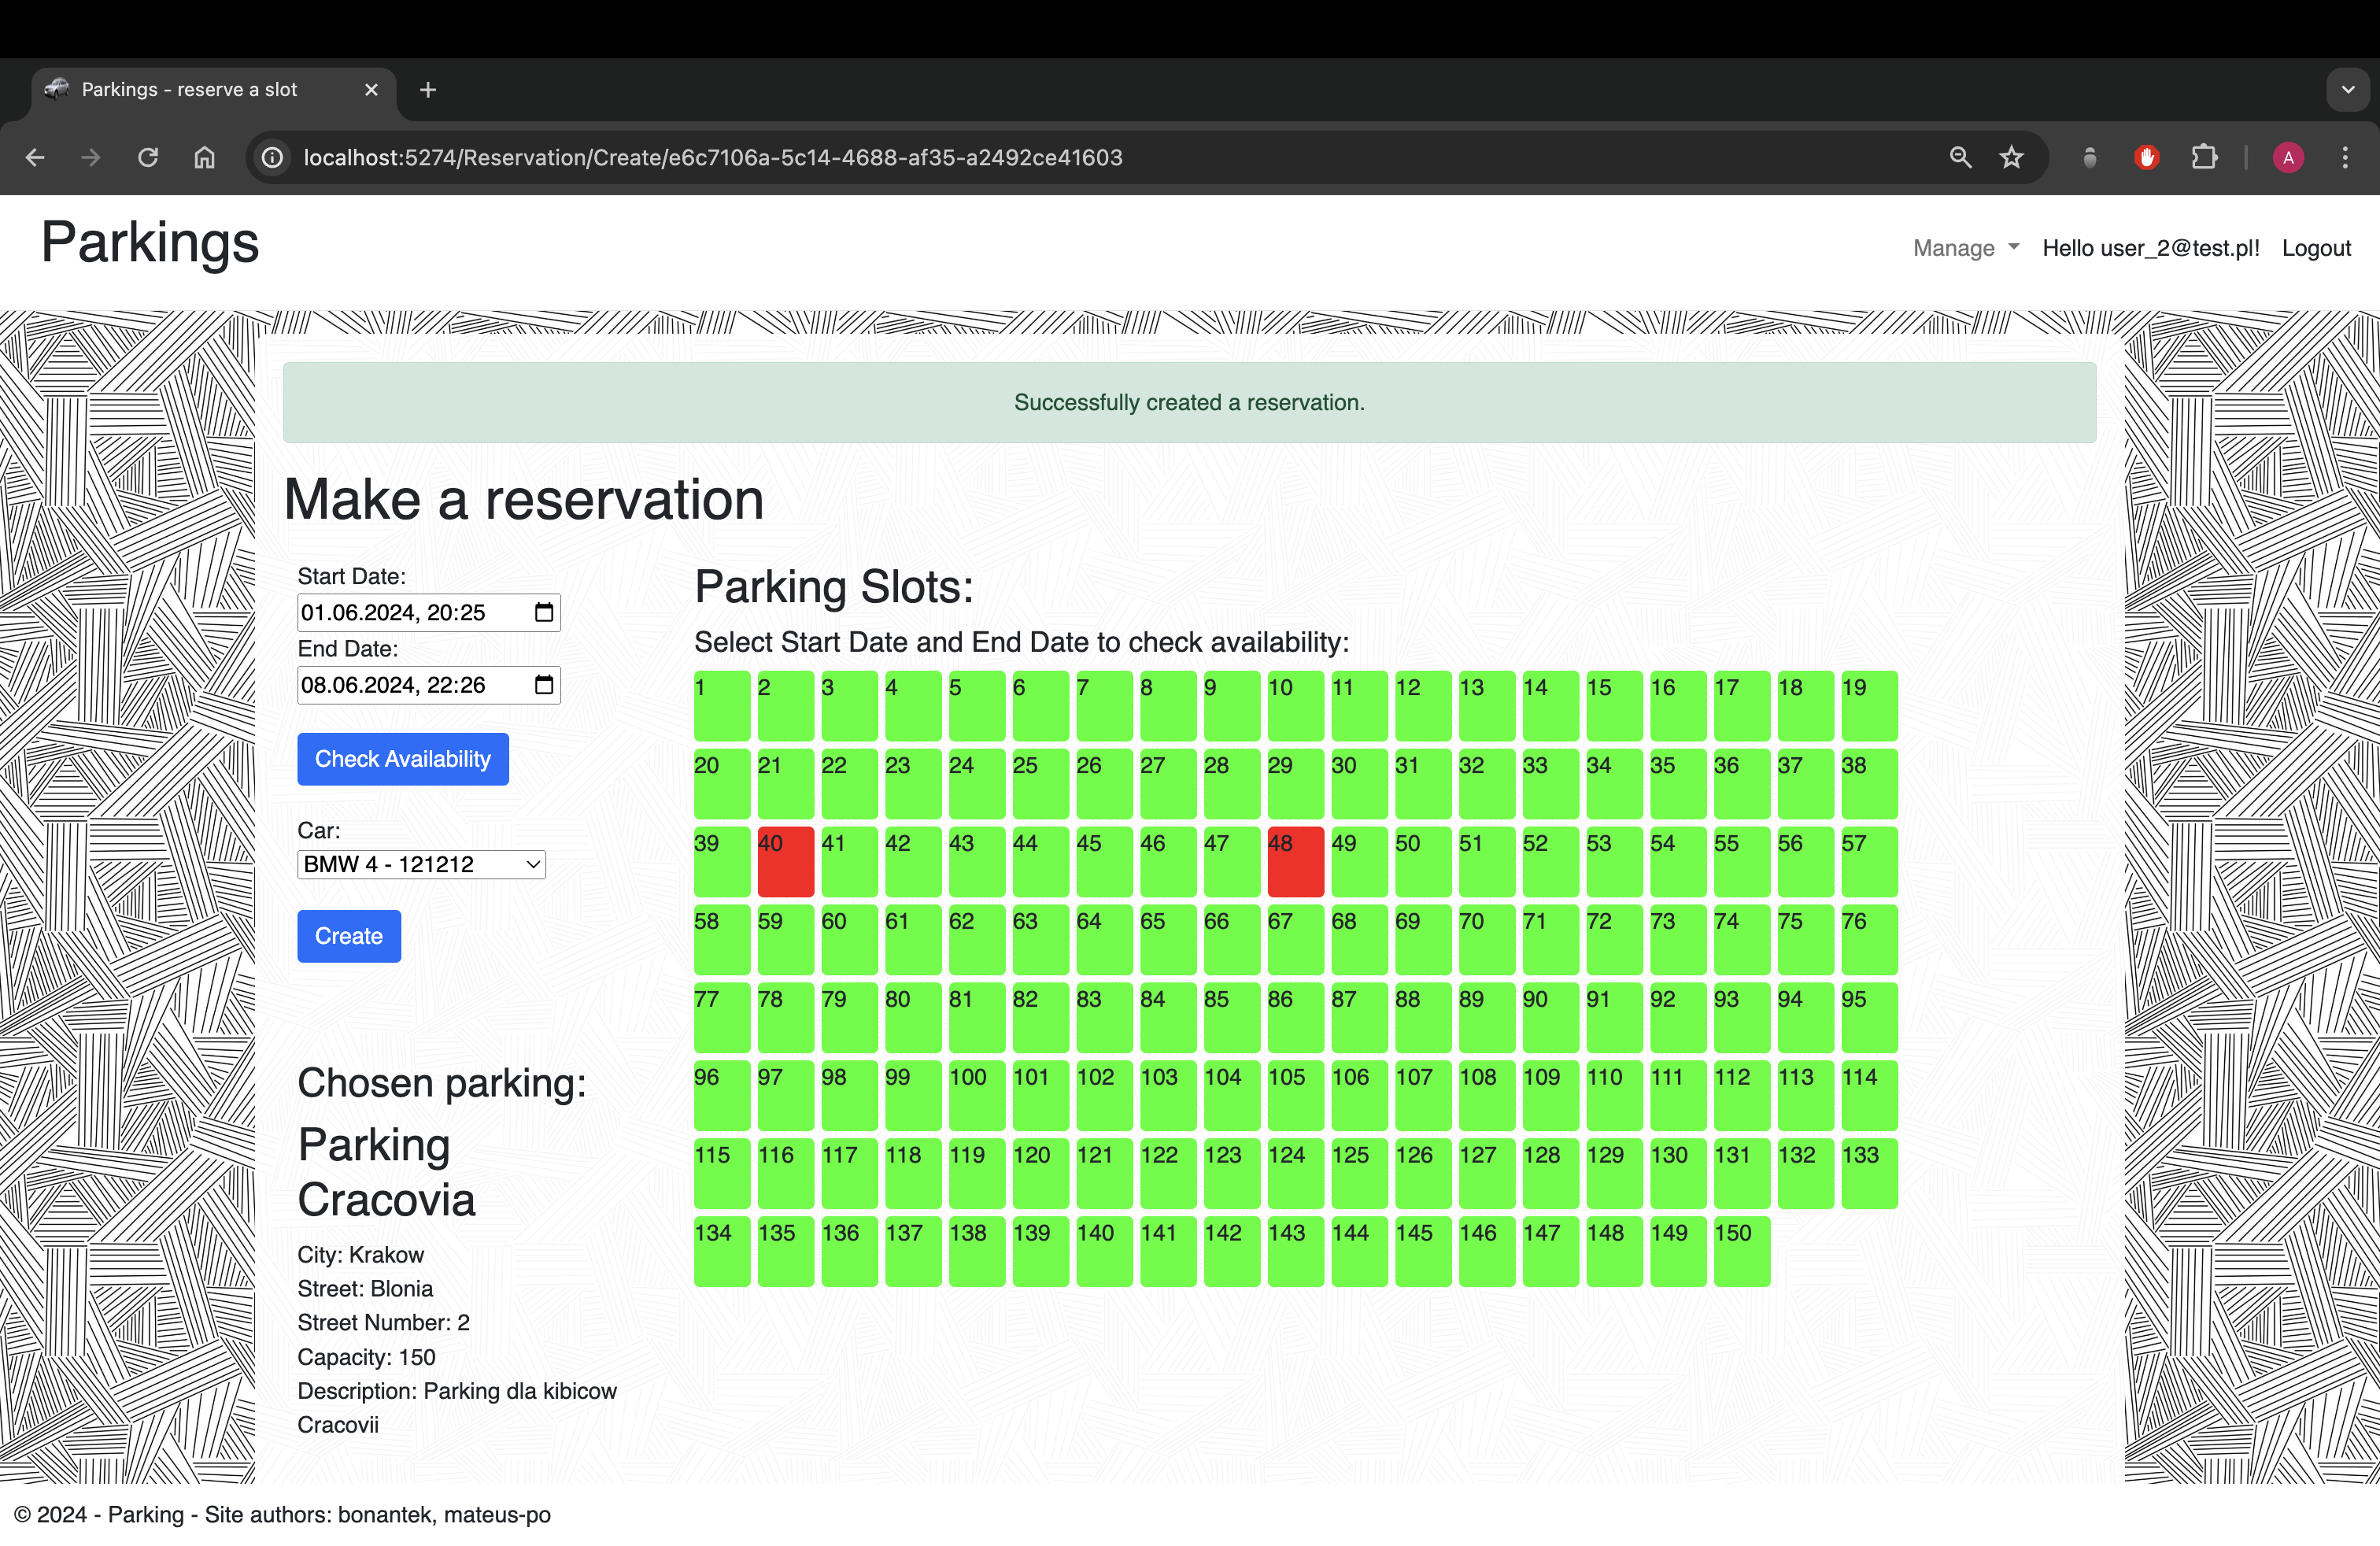 Parkings - reserve a slot
localhost:5274/Reservation/Create/e6c7106a-5c14-4688-af35-a2492ce41603
A
Parkings
Manage
Hello user_2@test.pl!
Logout
Successfully created a reservation.
Make a reservation
Start Date:
01.06.2024, 20:25
End Date:
08.06.2024, 22:26
Check Availability
Car:
BMW 4 - 121212
Create
Chosen parking:
Parking
Cracovia
City: Krakow
Street: Blonia
Street Number: 2
Capacity: 150
Description: Parking dla kibicow
Cracovii
Parking Slots:
Select Start Date and End Date to check availability:
1 2 3 4 5 6 7 8 9 10 11 12 13 14 15 16 17 18 19
20 21 22 23 24 25 26 27 28 29 30 31 32 33 34 35 36 37 38
39 40 41 42 43 44 45 46 47 48 49 50 51 52 53 54 55 56 57
58 59 60 61 62 63 64 65 66 67 68 69 70 71 72 73 74 75 76
77 78 79 80 81 82 83 84 85 86 87 88 89 90 91 92 93 94 95
96 97 98 99 100 101 102 103 104 105 106 107 108 109 110 111 112 113 114
115 116 117 118 119 120 121 122 123 124 125 126 127 128 129 130 131 132 133
134 135 136 137 138 139 140 141 142 143 144 145 146 147 148 149 150
© 2024 - Parking - Site authors: bonantek, mateus-po